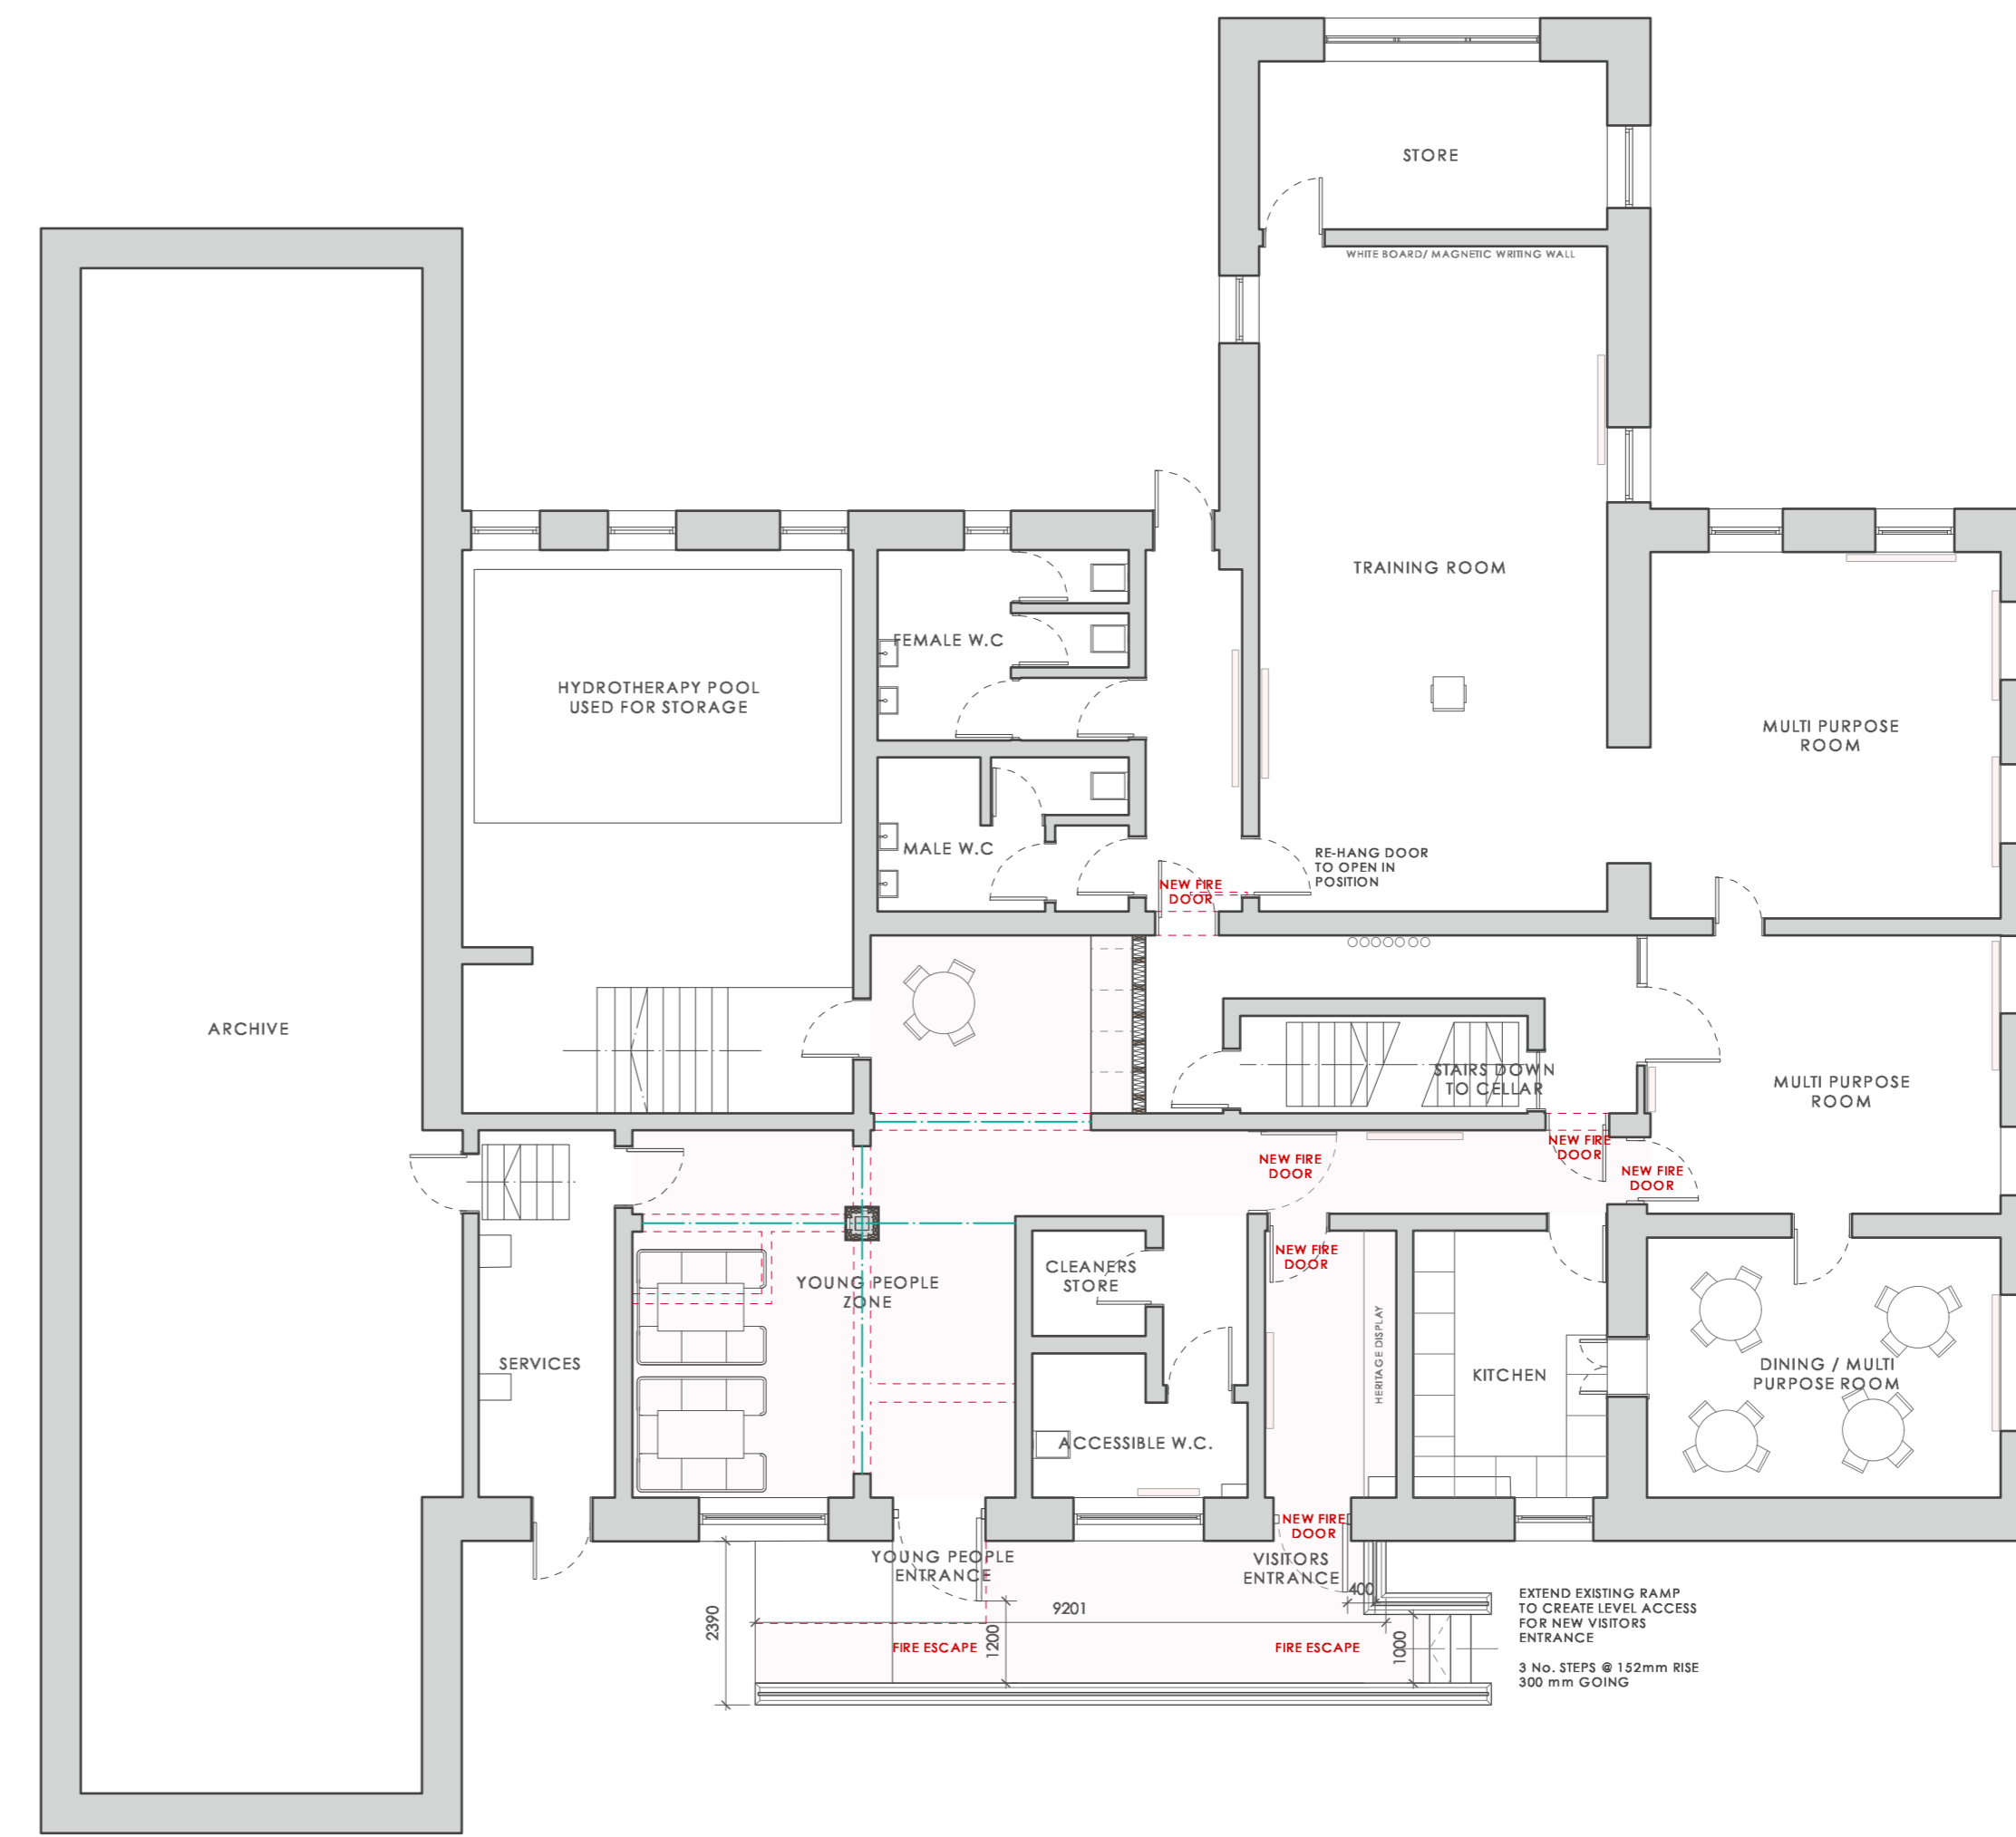 STORE
WHITE BOARD/ MAGNETIC WRITING WALL
TRAINING ROOM
FEMALE W.C
HYDROTHERAPY POOL
USED FOR STORAGE
MULTI PURPOSE
ROOM
MALE W.C
RE-HANG DOOR
TO OPEN IN
POSITION
NEW FIRE
DOOR
ARCHIVE
STAIRS DOWN
TO CELLAR
MULTI PURPOSE
ROOM
NEW FIRE
DOOR
NEW FIRE
DOOR
NEW FIRE
DOOR
NEW FIRE
DOOR
CLEANERS
STORE
YOUNG PEOPLE
ZONE
HERITAGE DISPLAY
SERVICES
KITCHEN
DINING / MULTI
PURPOSE ROOM
ACCESSIBLE W.C.
NEW FIRE
DOOR
YOUNG PEOPLE
ENTRANCE
VISITORS
ENTRANCE
400
9201
2390
1200
1000
FIRE ESCAPE
FIRE ESCAPE
EXTEND EXISTING RAMP
TO CREATE LEVEL ACCESS
FOR NEW VISITORS
ENTRANCE
3 No. STEPS @ 152mm RISE
300 mm GOING